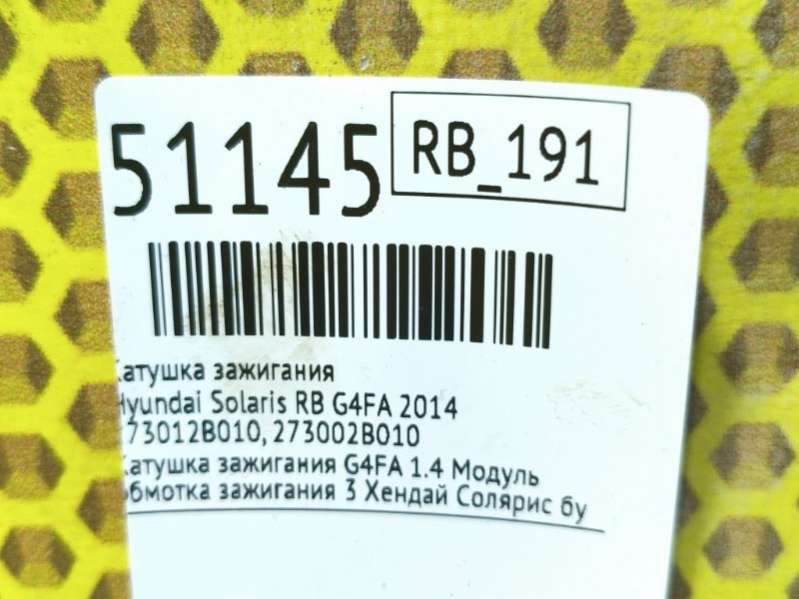 51145
RB_191
Катушка зажигания
Hyundai Solaris RB G4FA 2014
273012B010, 273002B010
Катушка зажигания G4FA 1.4 Модуль
обмотка зажигания 3 Хендай Солярис бу